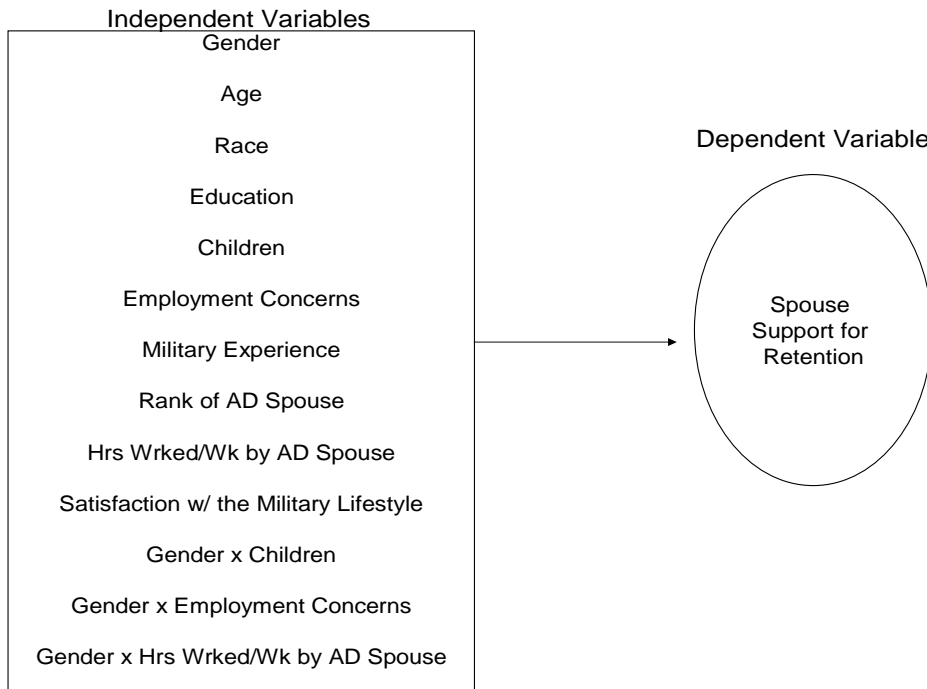 Independent Variables
Gender
Age
Race
Education
Children
Employment Concerns
Military Experience
Rank of AD Spouse
Hrs Wrked/Wk by AD Spouse
Satisfaction w/ the Military Lifestyle
Gender x Children
Gender x Employment Concerns
Gender x Hrs Wrked/Wk by AD Spouse
Dependent Variable
Spouse
Support for
Retention